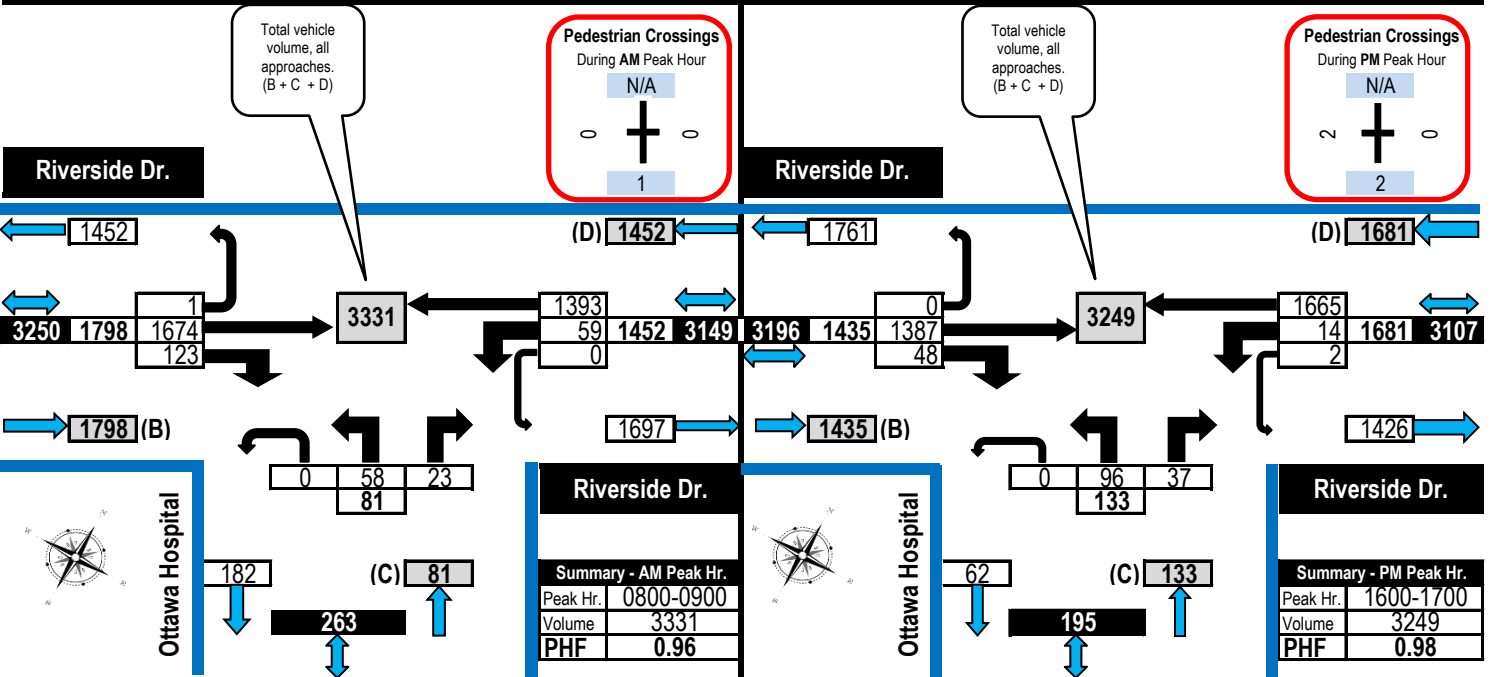 Total vehicle
volume, all
approaches.
(B + C + D)
Pedestrian Crossings
During AM Peak Hour
N/A
0 0
1
Riverside Dr.
1452
(D) 1452
1
3331
1393
3250 1798 1674
59 1452 3149
123
0
1798 (B)
1697
0 58 23
81
Riverside Dr.
Ottawa Hospital
182
(C) 81
263
Summary - AM Peak Hr.
Peak Hr. 0800-0900
Volume 3331
PHF 0.96
Total vehicle
volume, all
approaches.
(B + C + D)
Pedestrian Crossings
During PM Peak Hour
N/A
2 0
2
Riverside Dr.
1761
(D) 1681
0
3249
1665
3196 1435 1387
14 1681 3107
48
2
1435 (B)
1426
0 96 37
133
Riverside Dr.
Ottawa Hospital
62
(C) 133
195
Summary - PM Peak Hr.
Peak Hr. 1600-1700
Volume 3249
PHF 0.98